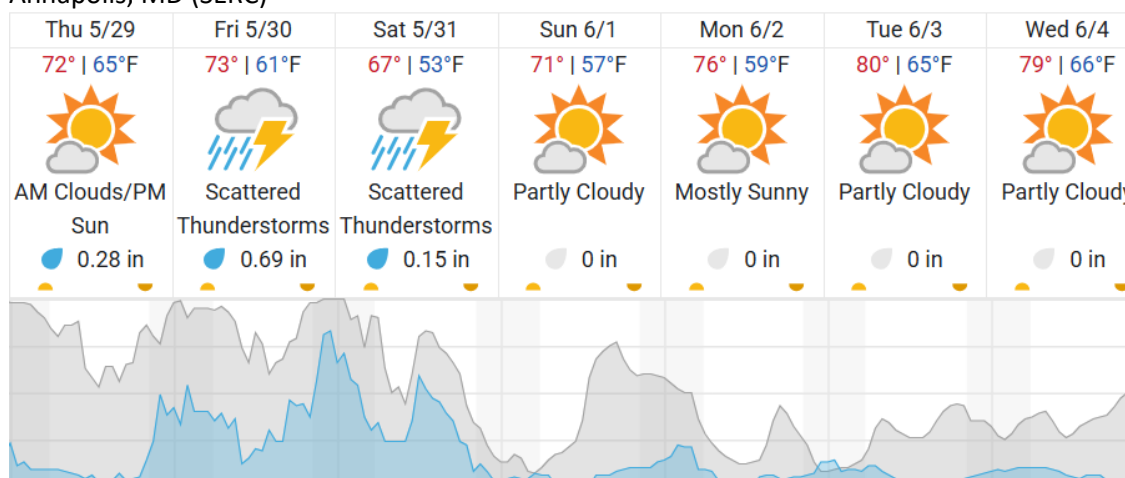 Annapolis, MD (SERC)
Thu 5/29 Fri 5/30 Sat 5/31 Sun 6/1 Mon 6/2 Tue 6/3 Wed 6/4
72° | 65°F 73° | 61°F 67° | 53°F 71° | 57°F 76° | 59°F 80° | 65°F 79° | 66°F
AM Clouds/PM Scattered Scattered Partly Cloudy Mostly Sunny Partly Cloudy Partly Cloudy
Sun Thunderstorms Thunderstorms
0.28 in 0.69 in 0.15 in 0 in 0 in 0 in 0 in